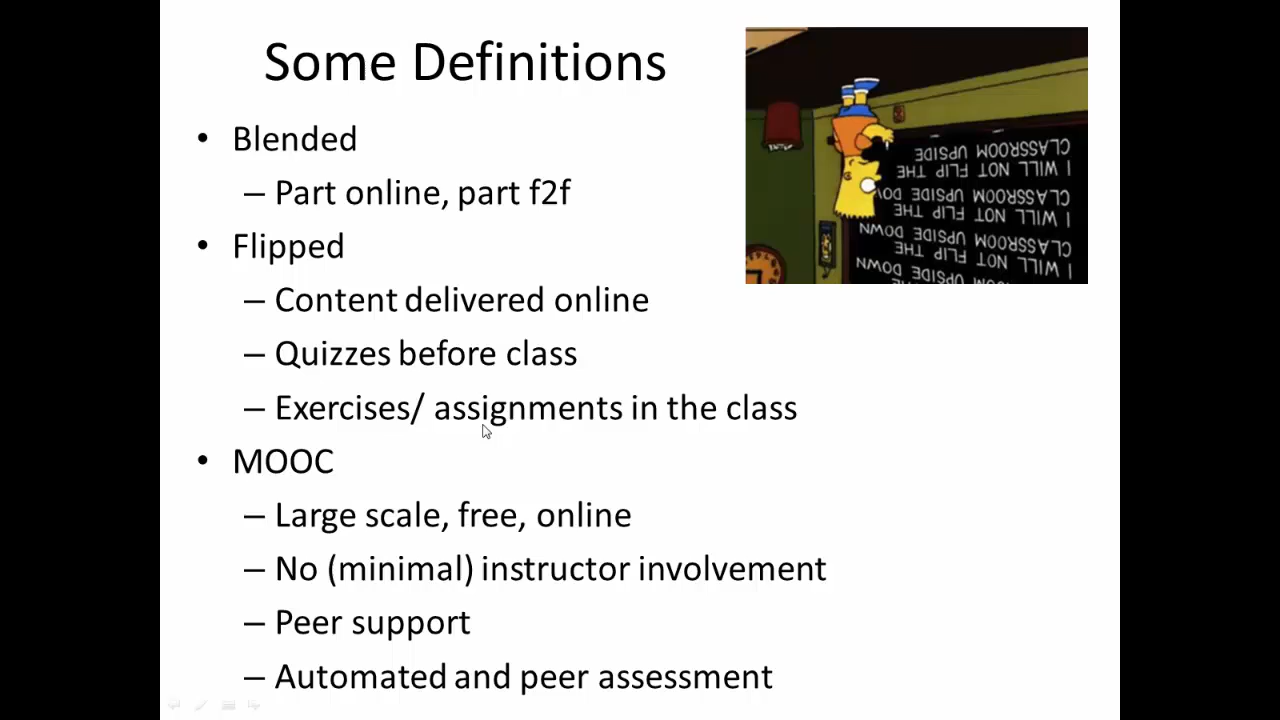 Some Definitions
• Blended
– Part online, part f2f
• Flipped
– Content delivered online
– Quizzes before class
– Exercises/ assignments in the class
• MOOC
– Large scale, free, online
– No (minimal) instructor involvement
– Peer support
– Automated and peer assessment
I WILL NOT FLIP THE
CLASSROOM UPSIDE DOWN
I WILL NOT FLIP THE
CLASSROOM UPSIDE DOWN
I WILL NOT FLIP THE
CLASSROOM UPSIDE